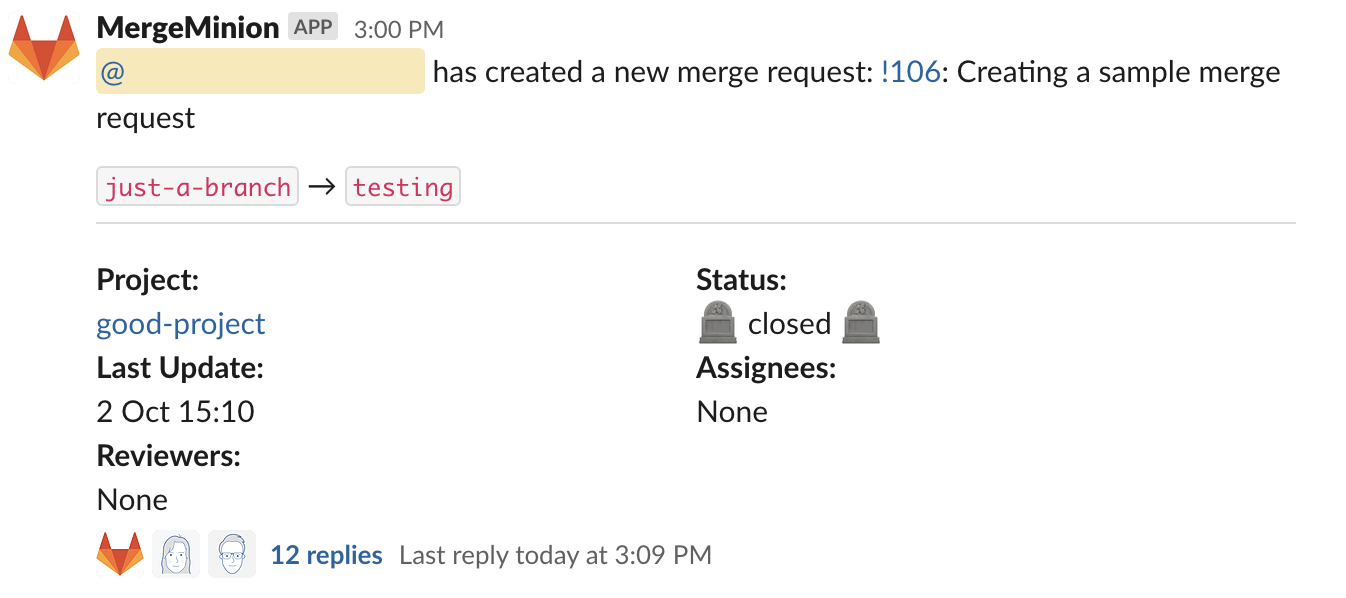 MergeMinion APP 3:00 PM
@ has created a new merge request: !106: Creating a sample merge
request
just-a-branch → testing
Project: Status:
good-project closed
Last Update: Assignees:
2 Oct 15:10 None
Reviewers:
None
12 replies Last reply today at 3:09 PM